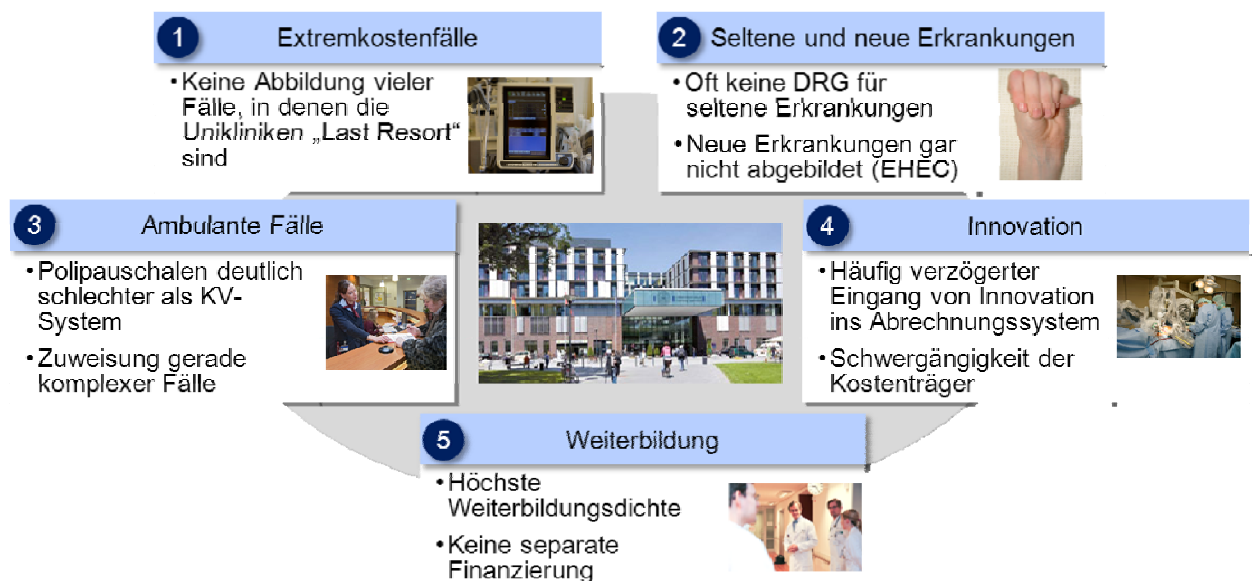 1 Extremkostenfälle
• Keine Abbildung vieler
Fälle, in denen die
Unikliniken „Last Resort“
sind
2 Seltene und neue Erkrankungen
• Oft keine DRG für
seltene Erkrankungen
• Neue Erkrankungen gar
nicht abgebildet (EHEC)
3 Ambulante Fälle
• Polipauschalen deutlich
schlechter als KV-
System
• Zuweisung gerade
komplexer Fälle
4 Innovation
• Häufig verzögerter
Eingang von Innovation
ins Abrechnungssystem
• Schwergängigkeit der
Kostenträger
5 Weiterbildung
• Höchste
Weiterbildungsdichte
• Keine separate
Finanzierung